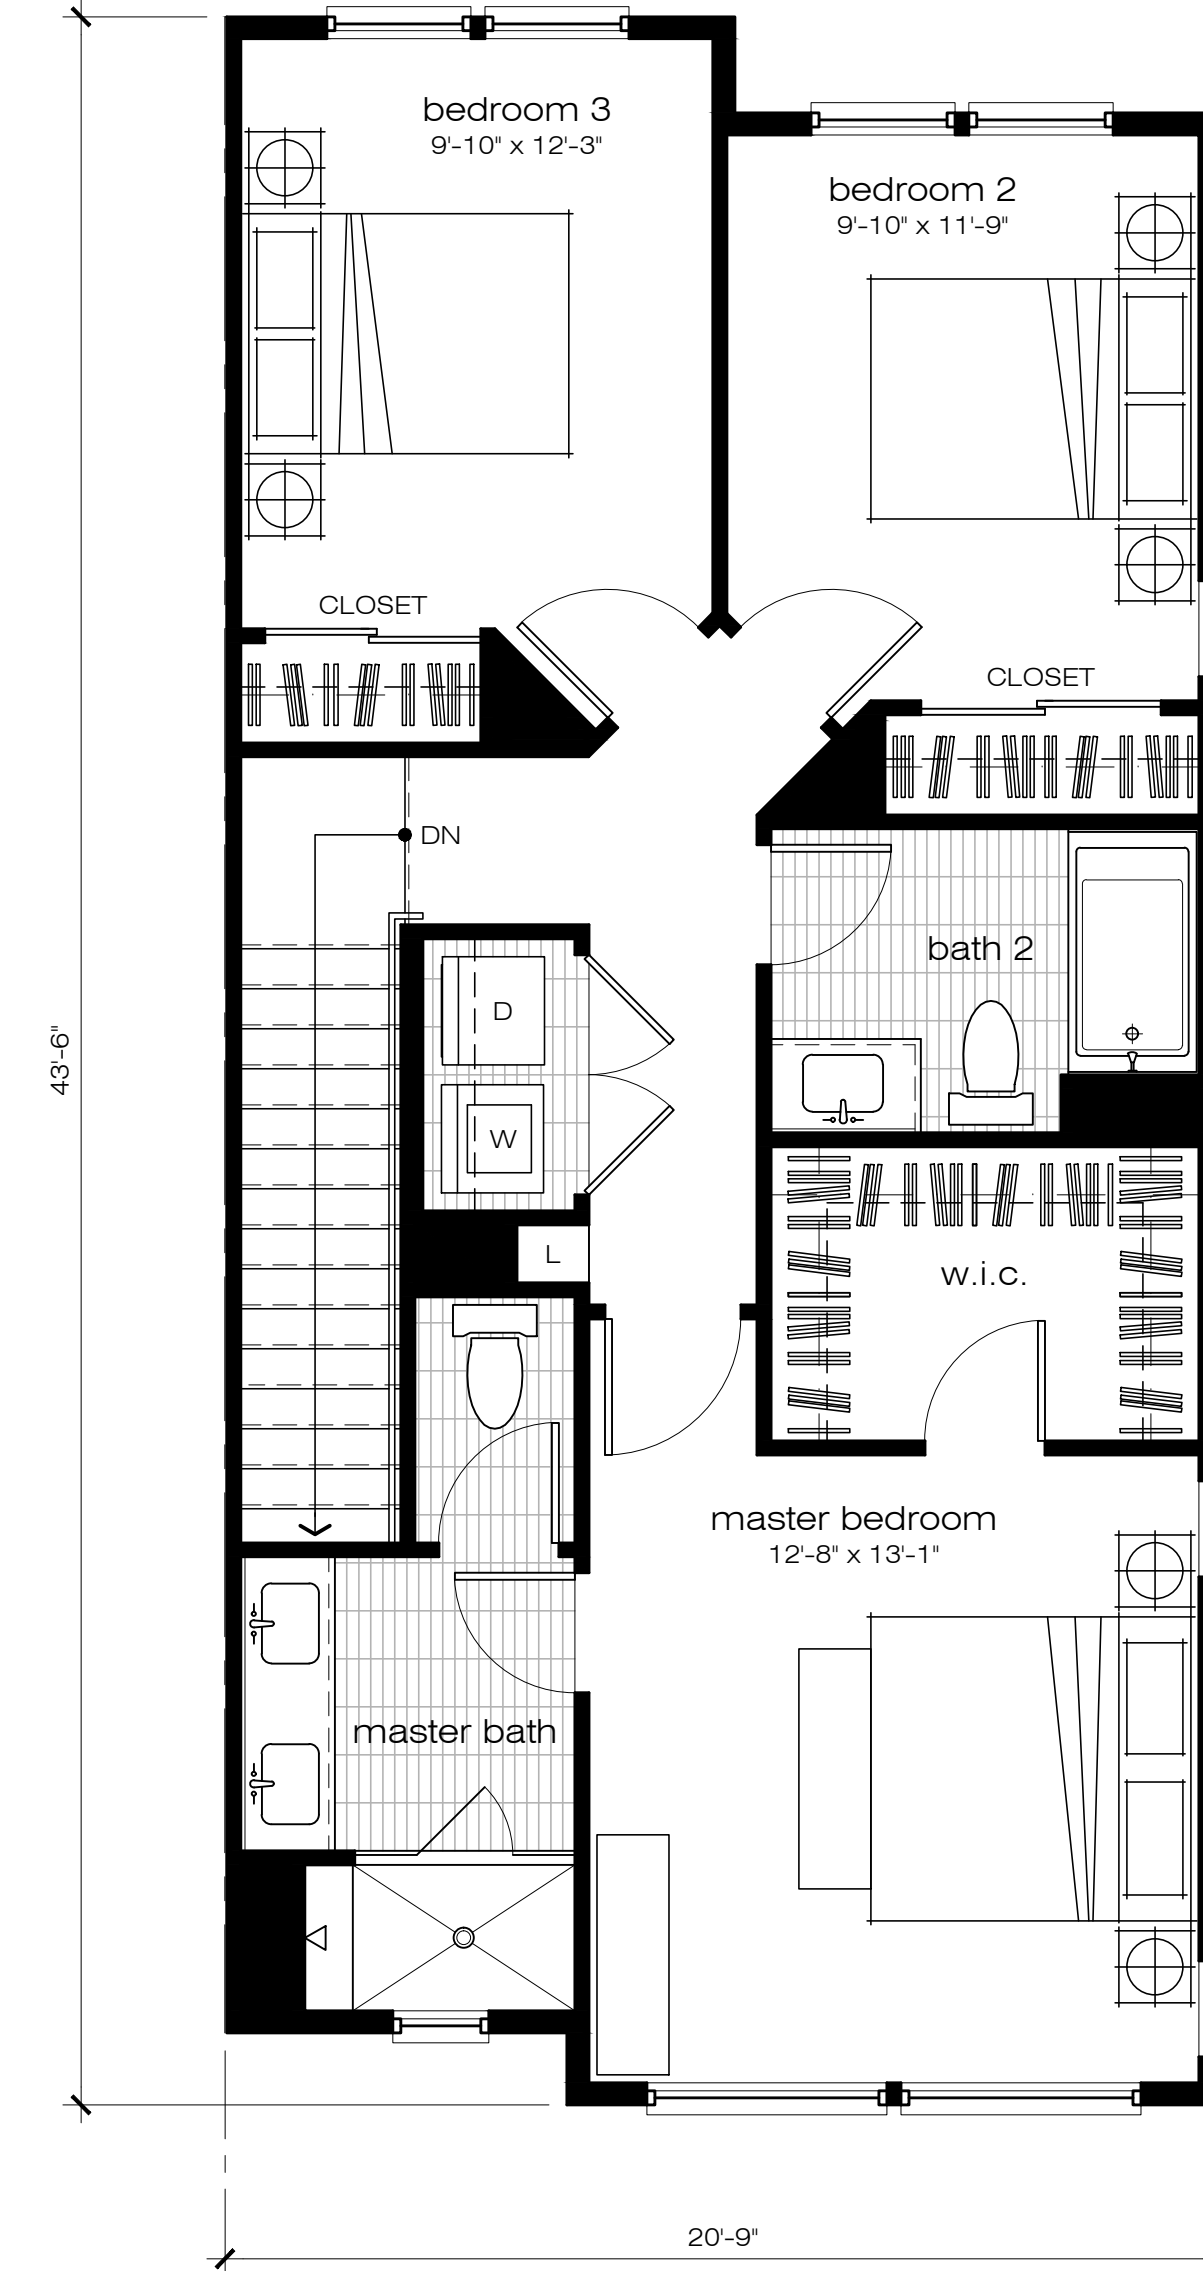 bedroom 3
9'-10" x 12'-3"
bedroom 2
9'-10" x 11'-9"
CLOSET
CLOSET
DN
bath 2
D
43'-6"
W
L
w.i.c.
master bedroom
12'-8" x 13'-1"
master bath
20'-9"